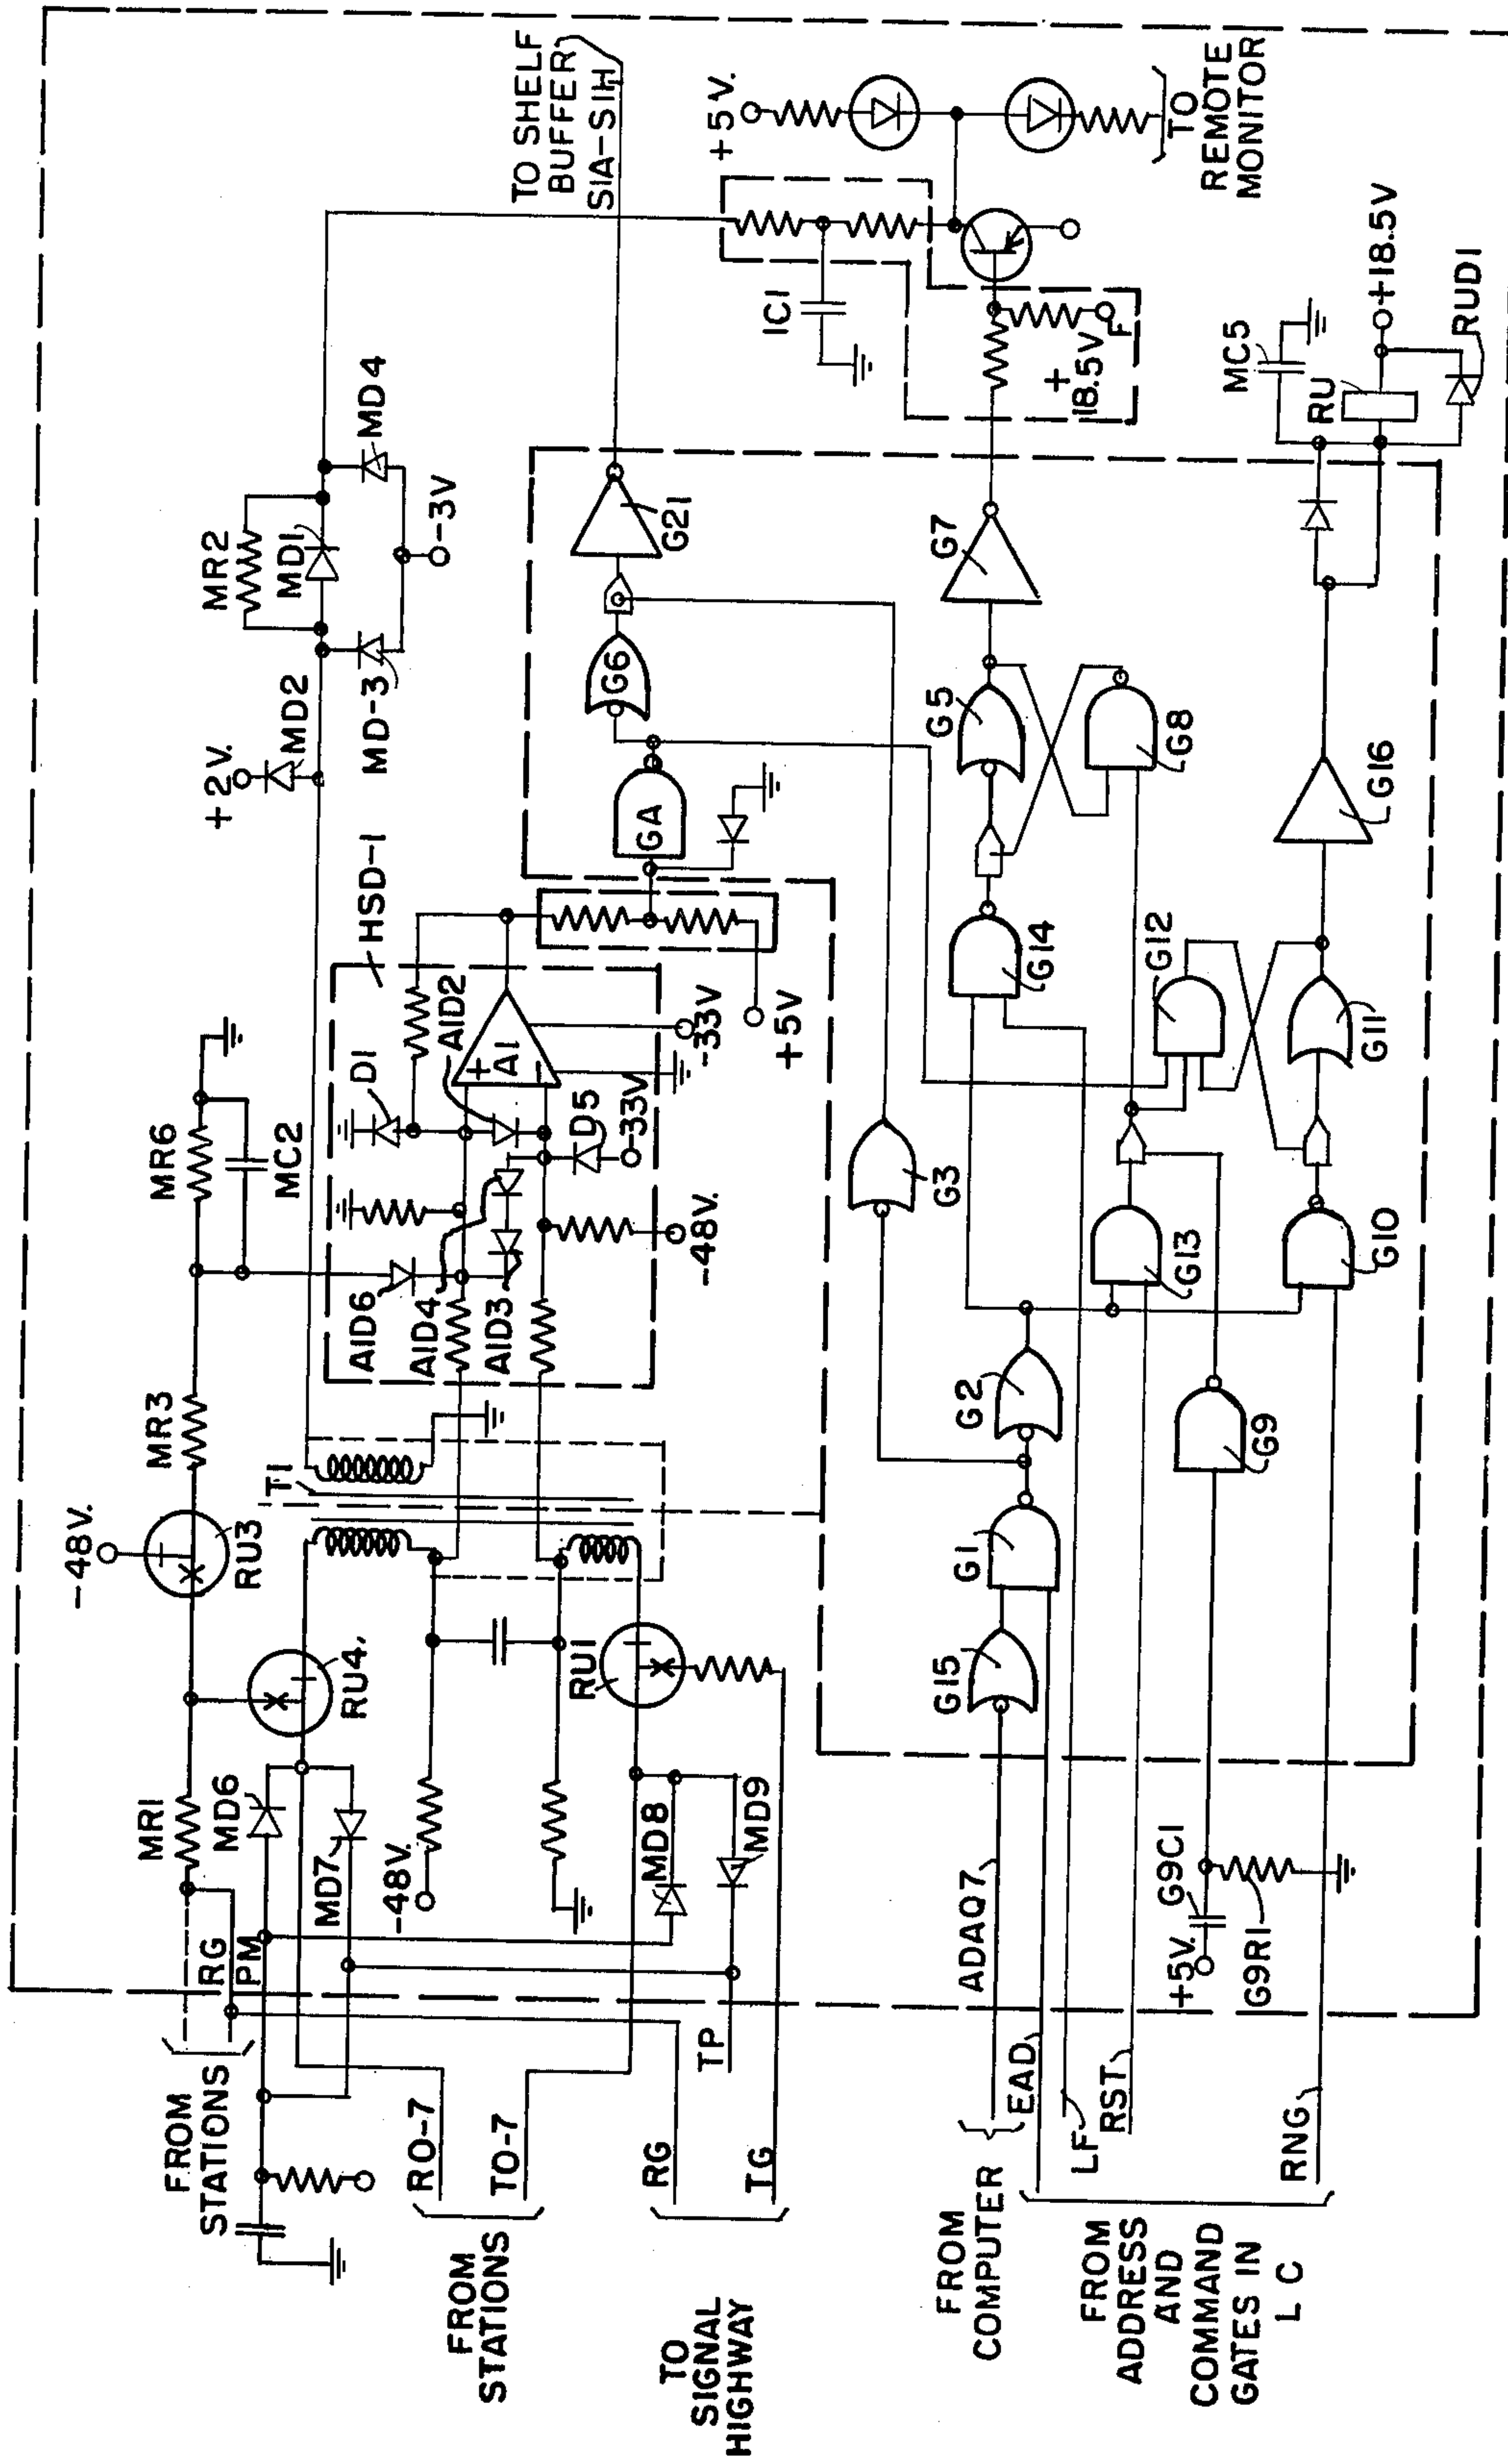 TO SHELF
BUFFER
SIA-SIH
+5V.
TO
REMOTE
MONITOR
+2V.
MD2
MR2
MD1
MD-3
MD4
-3V
IC1
+
18.5V
F
MC5
RU
+18.5V
RUD1
HSD-1
G21
G6
GA
G7
G5
G8
G16
MR6
MC2
D1
A1D2
+
A1
-
-33V
+5V
D5
-33V
-48V.
A1D6
A1D4
A1D3
G3
G14
G12
G11
G13
G10
G2
G9
G1
G15
MR3
T1
-48V.
RU3
RU4,
RU1
MR1
MD6
MD7
-48V.
MD8
MD9
RG
PM
TP
FROM
STATIONS
RO-7
TO-7
FROM
STATIONS
RG
TG
TO
SIGNAL
HIGHWAY
ADAQ7
EAD
LF
RST
+5V.
G9C1
G9R1
RNG
FROM
COMPUTER
FROM
ADDRESS
AND
COMMAND
GATES IN
L C